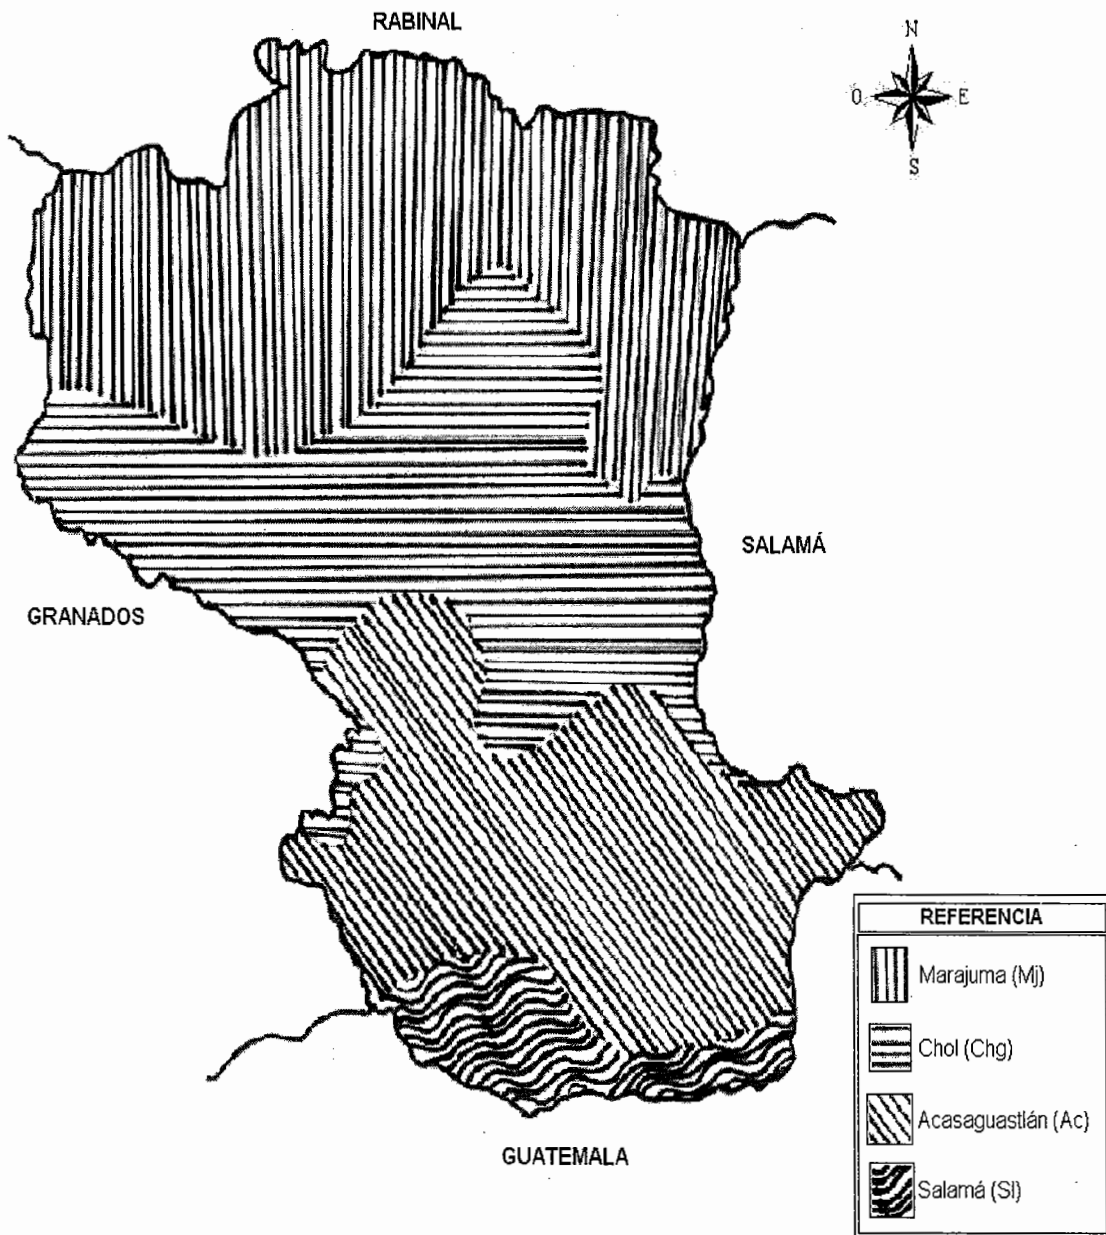 RABINAL
N
O E
S
SALAMÁ
GRANADOS
GUATEMALA
REFERENCIA
Marajuma (Mj)
Chol (Chg)
Acasaguastlán (Ac)
Salamá (Sl)